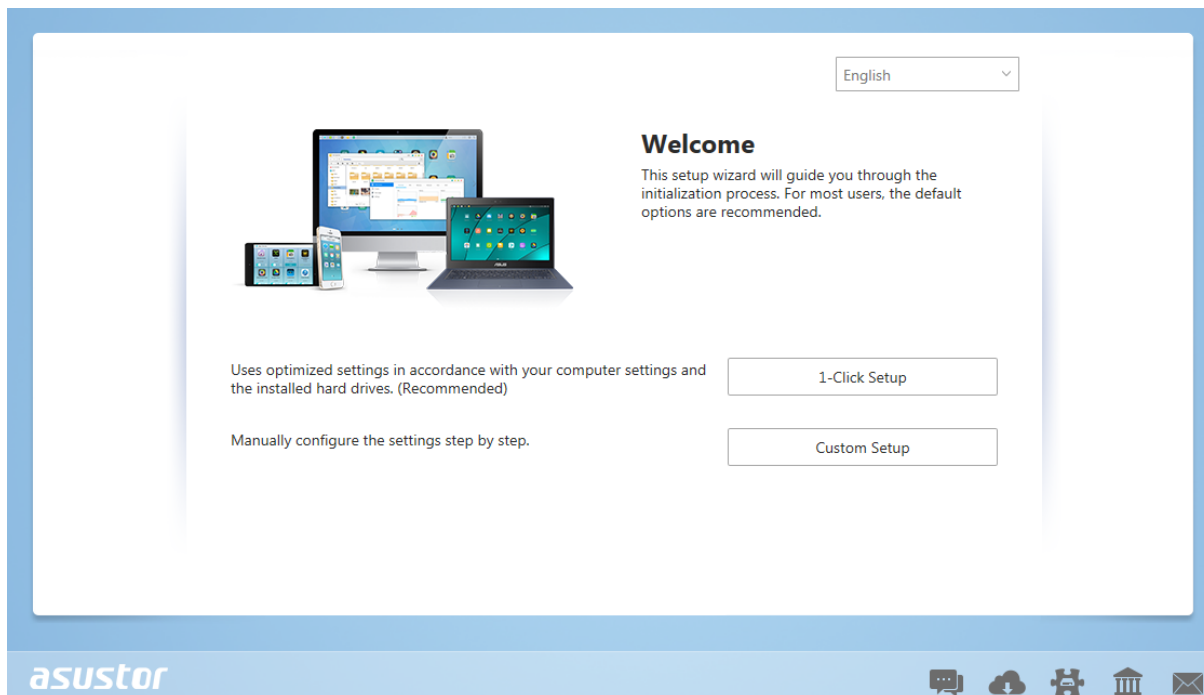 English
Welcome
This setup wizard will guide you through the
initialization process. For most users, the default
options are recommended.
Uses optimized settings in accordance with your computer settings and
the installed hard drives. (Recommended)
1-Click Setup
Manually configure the settings step by step.
Custom Setup
asustor